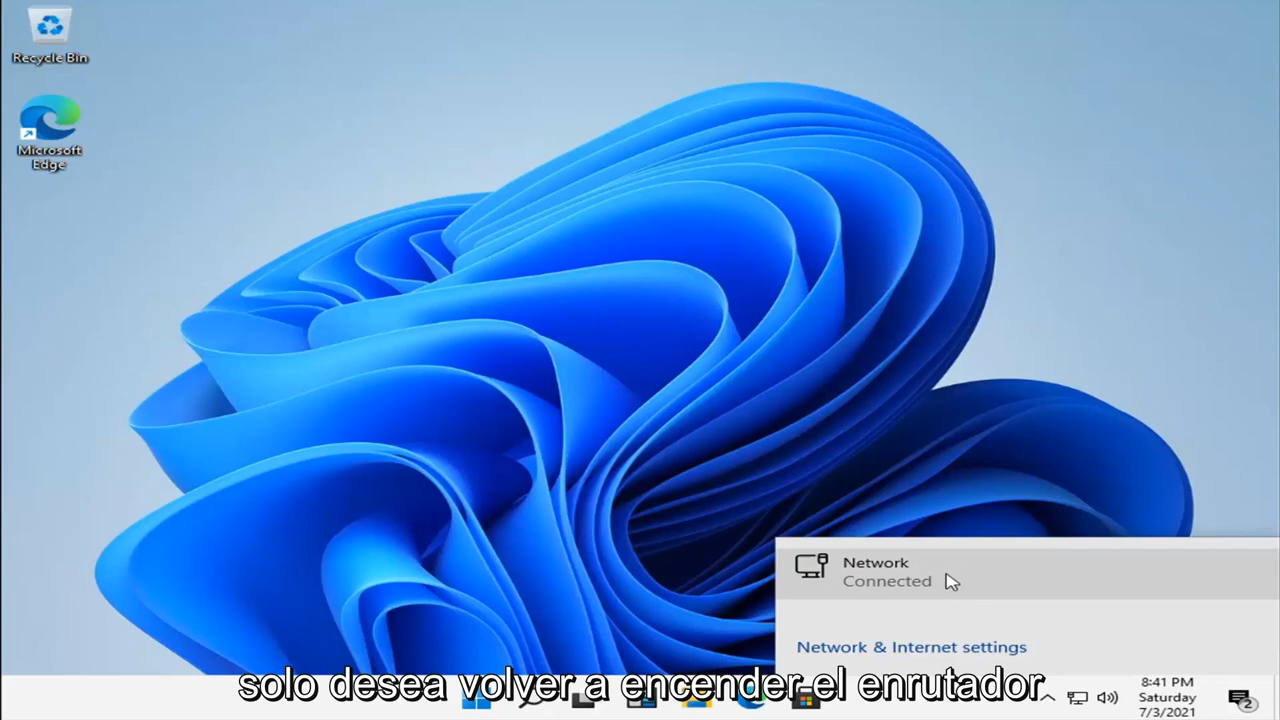 Recycle Bin
Microsoft
Edge
Network
Connected
Network & Internet settings
solo desea volver a encender el enrutador
8:41 PM
Saturday
7/3/2021
2